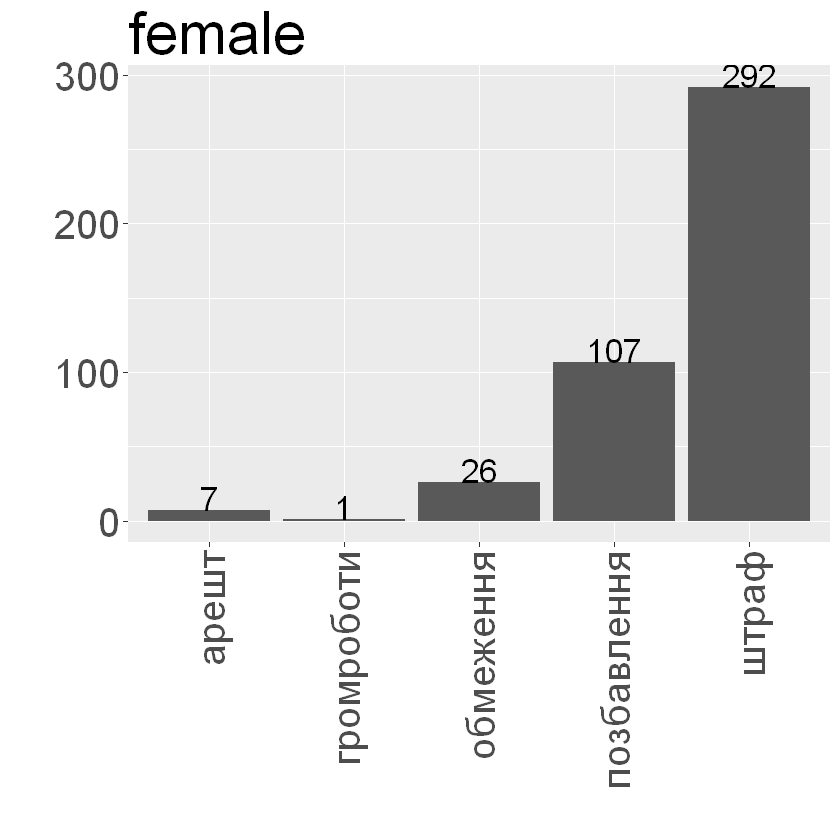 female
300
200
100
0
7
1
26
107
292
арешт
громроботи
обмеження
позбавлення
штраф